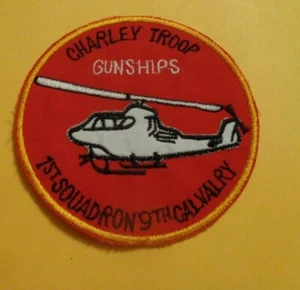 CHARLEY TROOP
GUNSHIPS
1ST SQUADRON 9TH CALVALRY